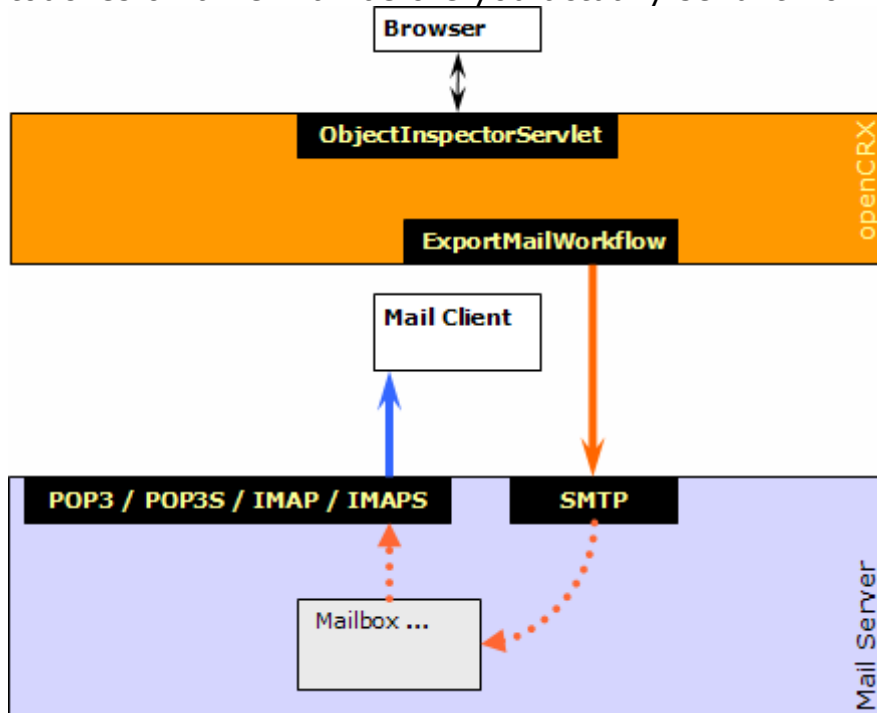 Browser
ObjectInspectorServlet
openCRX
ExportMailWorkflow
Mail Client
POP3 / POP3S / IMAP / IMAPS
SMTP
Mailbox ...
Mail Server